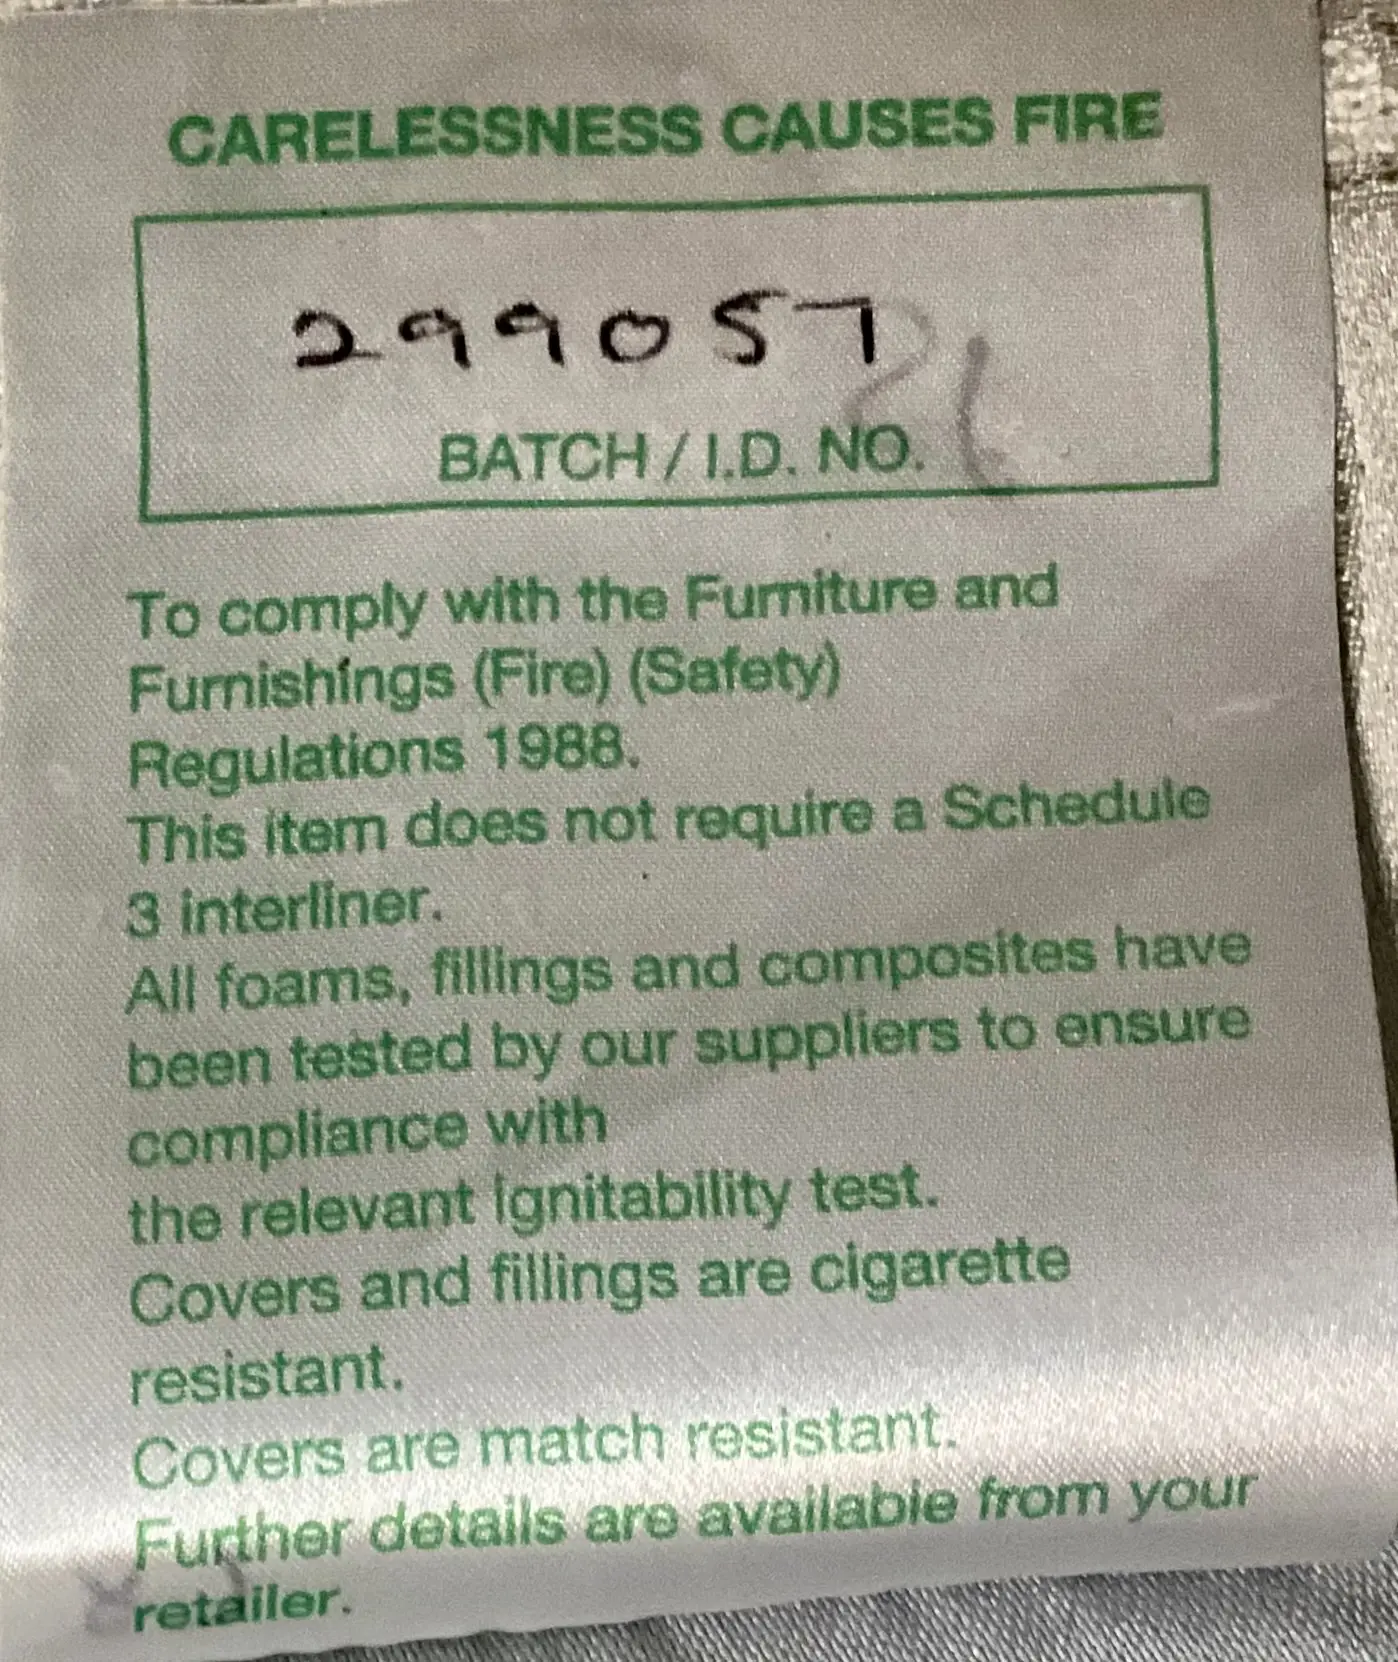 CARELESSNESS CAUSES FIRE
299057
BATCH / I.D. NO.
To comply with the Furniture and
Furnishings (Fire) (Safety)
Regulations 1988.
This item does not require a Schedule
3 interliner.
All foams, fillings and composites have
been tested by our suppliers to ensure
compliance with
the relevant ignitability test.
Covers and fillings are cigarette
resistant.
Covers are match resistant.
Further details are available from your
retailer.